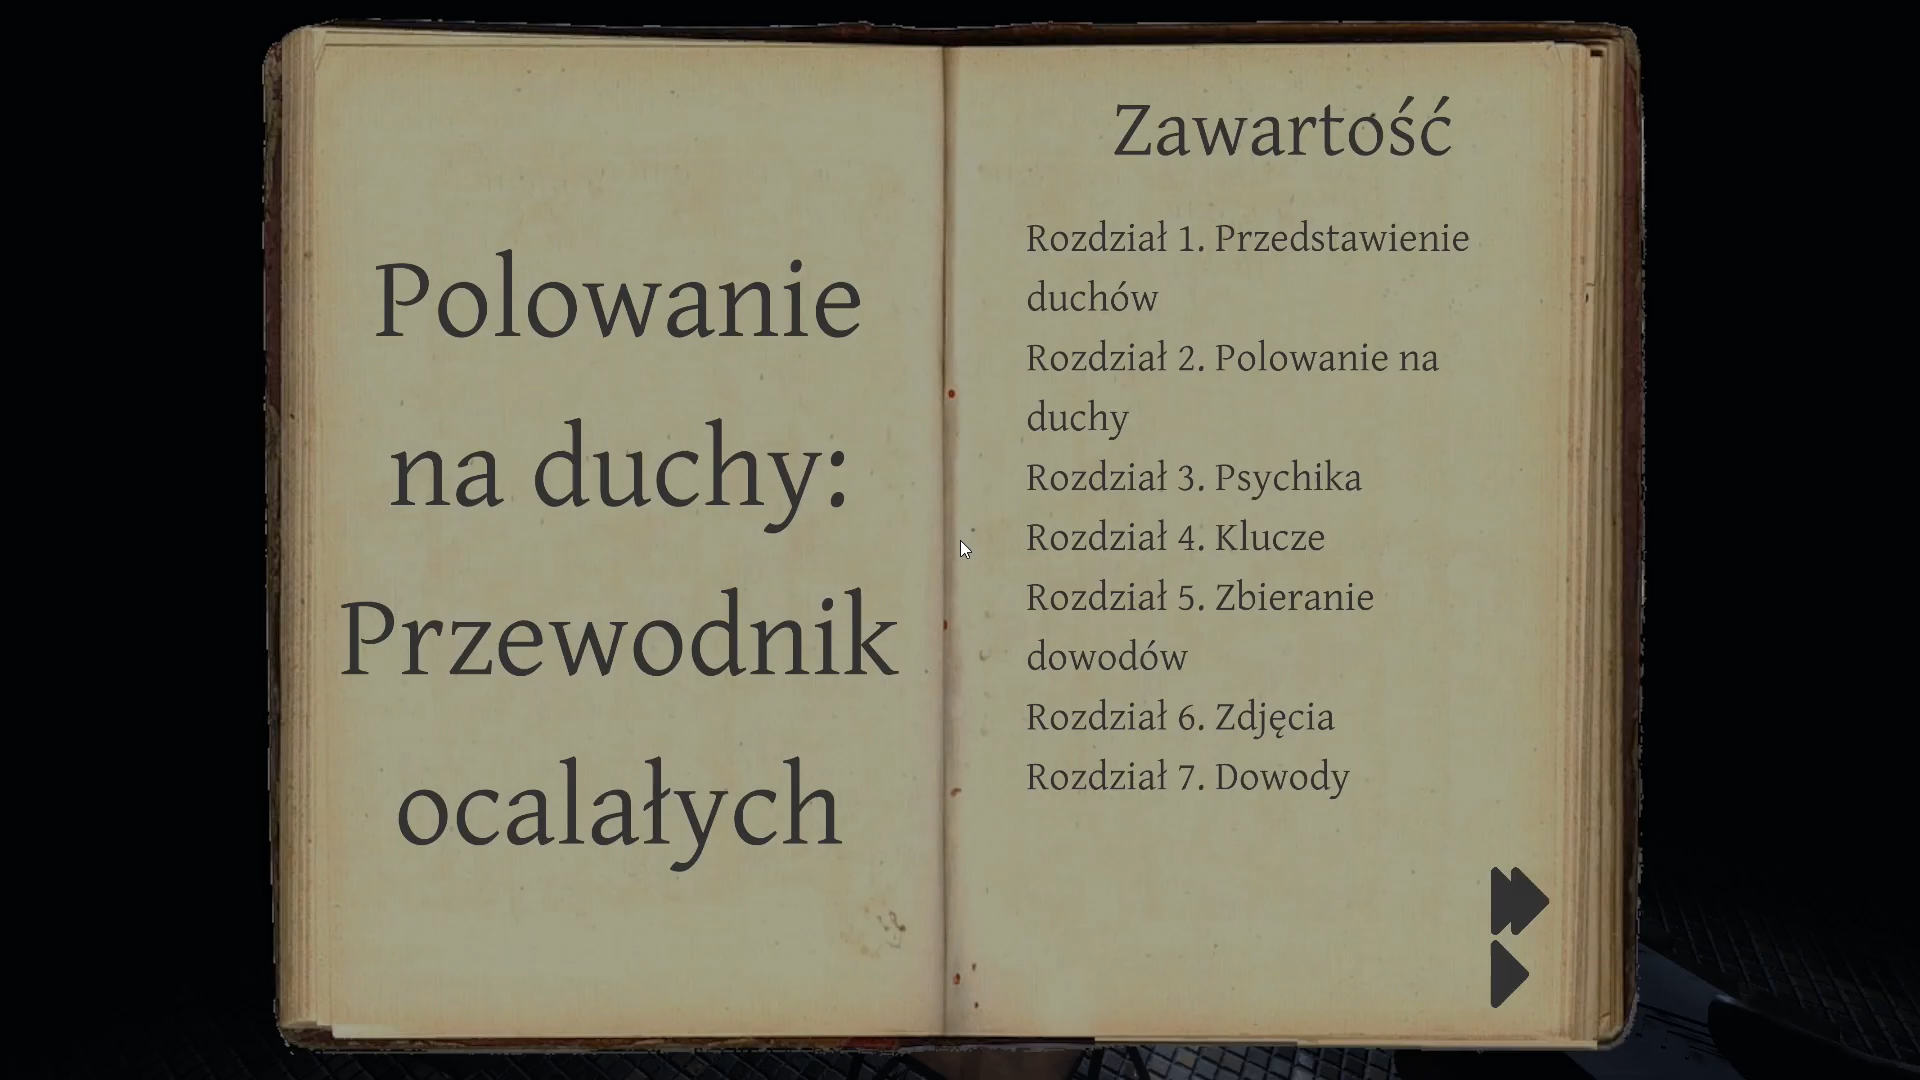 Polowanie
na duchy:
Przewodnik
ocalałych
Zawartość
Rozdział 1. Przedstawienie
duchów
Rozdział 2. Polowanie na
duchy
Rozdział 3. Psychika
Rozdział 4. Klucze
Rozdział 5. Zbieranie
dowodów
Rozdział 6. Zdjęcia
Rozdział 7. Dowody